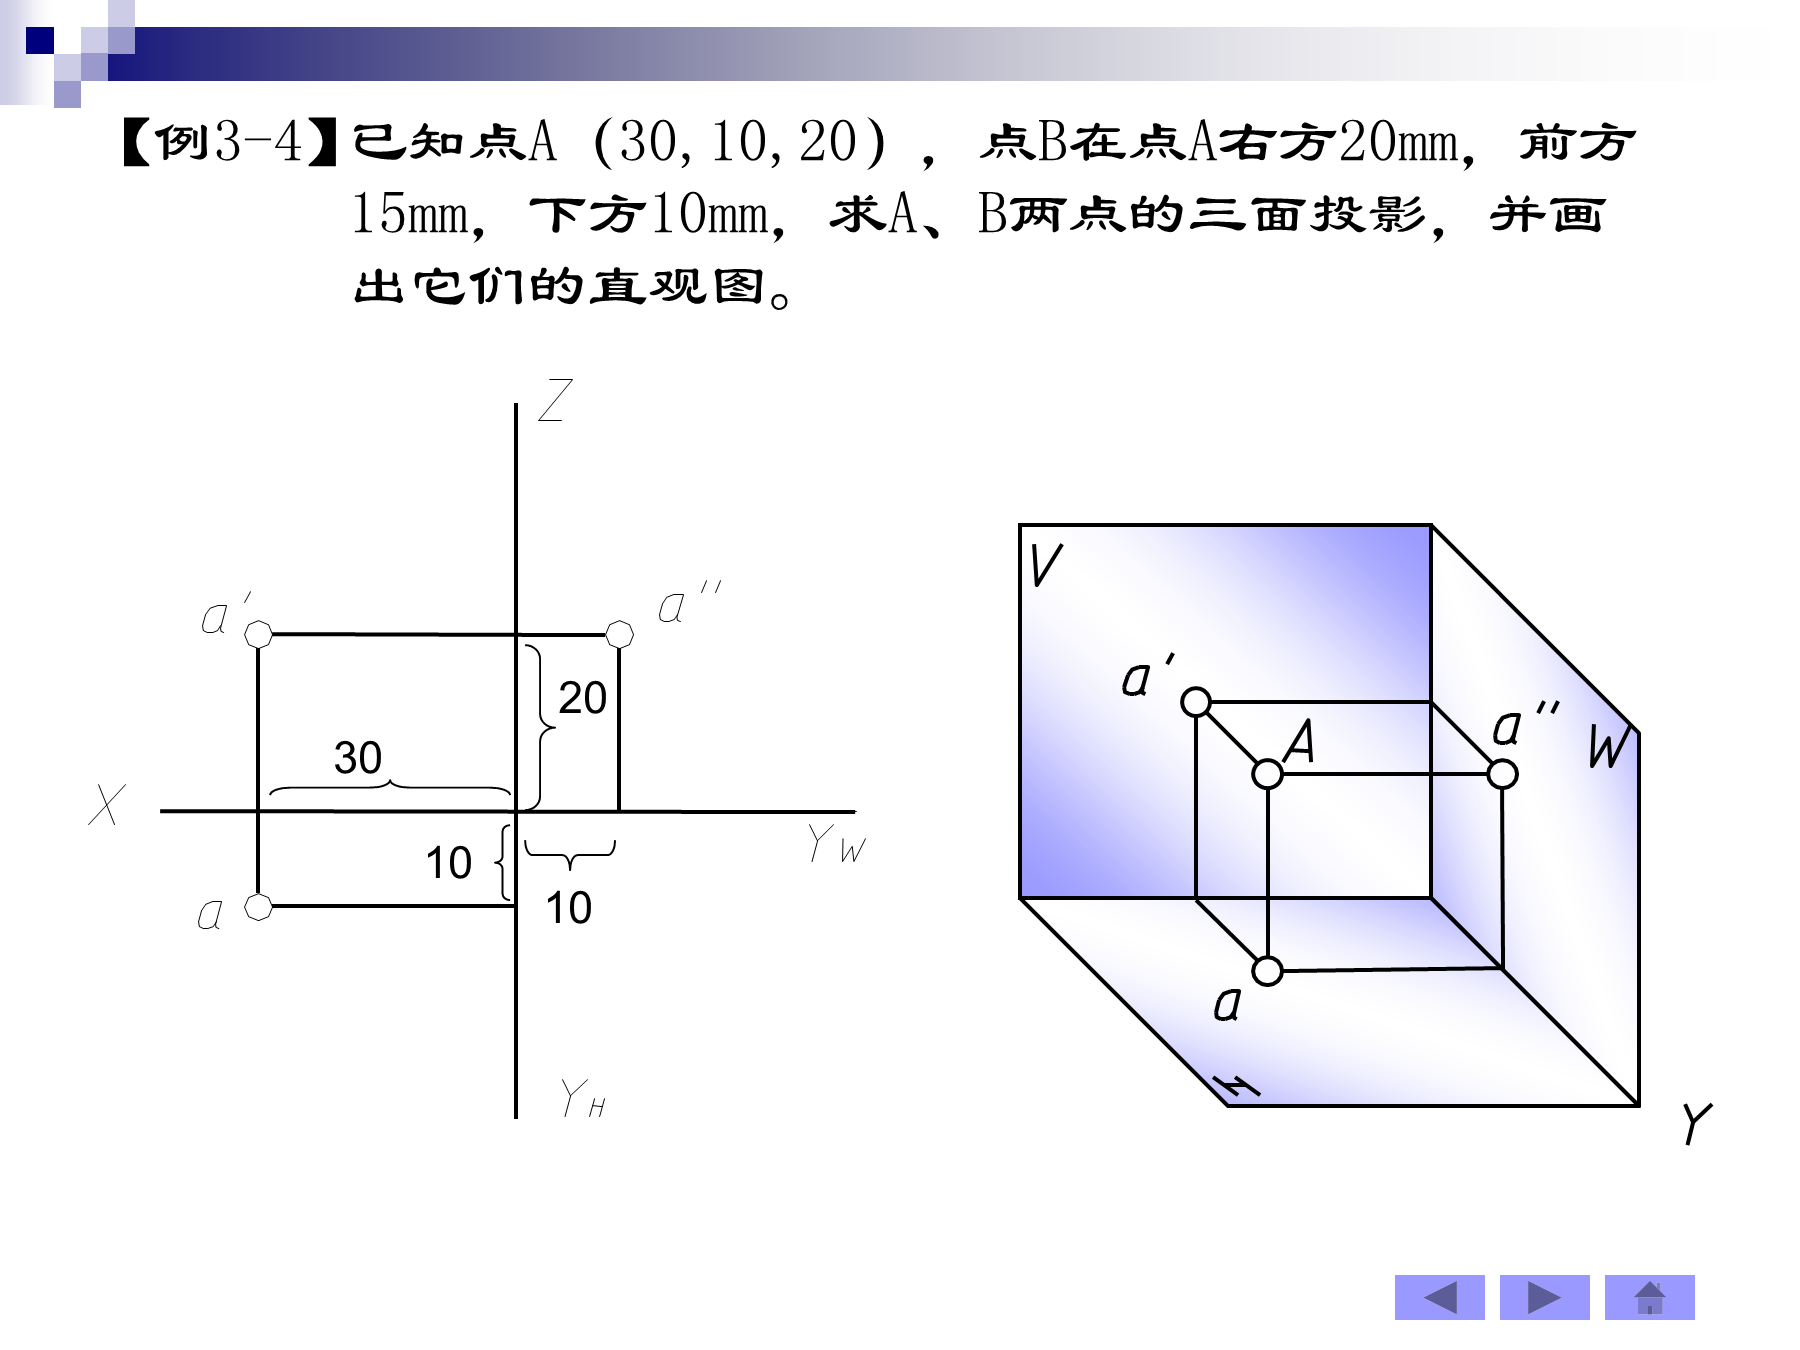 【例3-4】已知点A（30,10,20），点B在点A右方20mm，前方
15mm，下方10mm，求A、B两点的三面投影，并画
出它们的直观图。
Z
a′
a″
20
30
X
YW
10
10
a
YH
V
a′
A
a″
W
a
H
Y